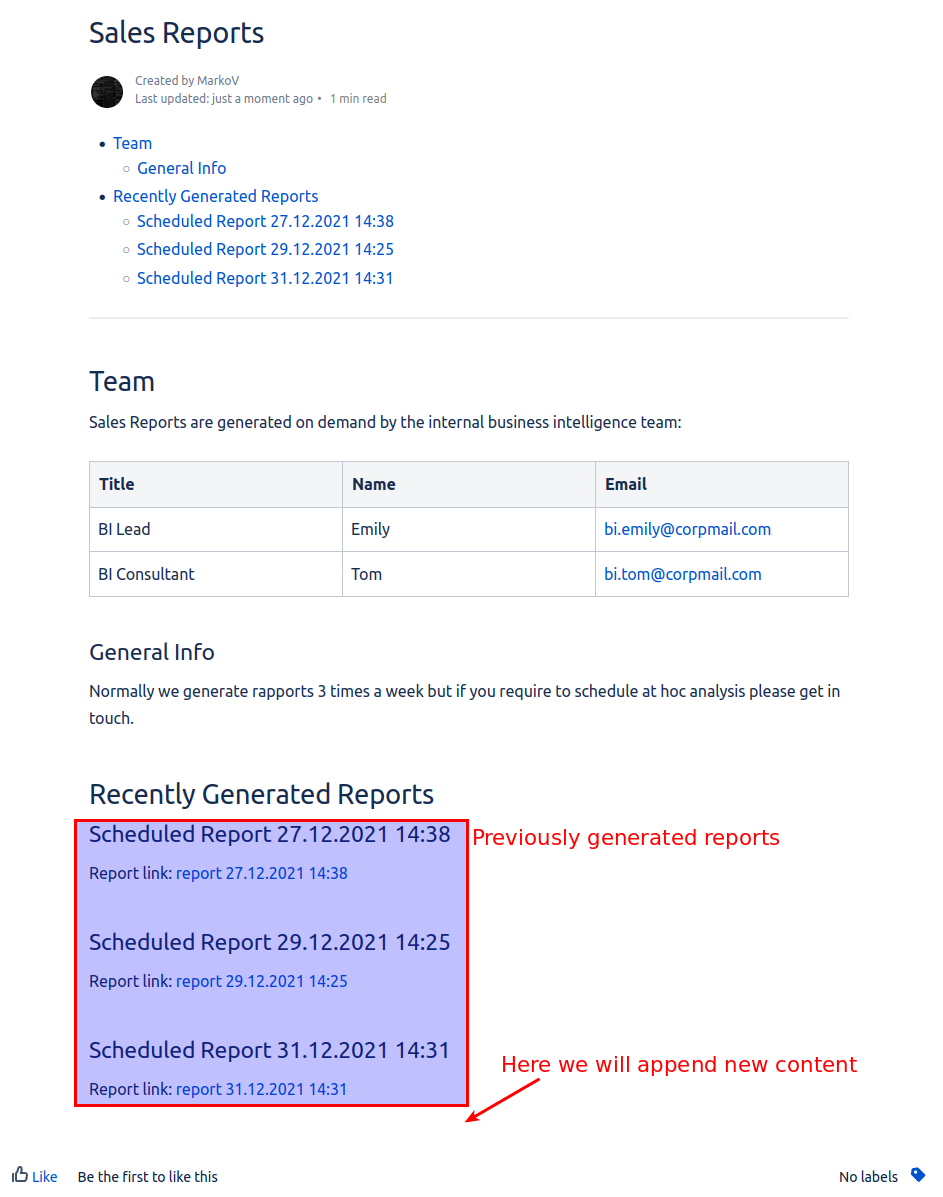 Sales Reports
Created by MarkoV
Last updated: just a moment ago • 1 min read
• Team
○ General Info
• Recently Generated Reports
○ Scheduled Report 27.12.2021 14:38
○ Scheduled Report 29.12.2021 14:25
○ Scheduled Report 31.12.2021 14:31
Team
Sales Reports are generated on demand by the internal business intelligence team:
Title Name Email
BI Lead Emily bi.emily@corpmail.com
BI Consultant Tom bi.tom@corpmail.com
General Info
Normally we generate rapports 3 times a week but if you require to schedule at hoc analysis please get in
touch.
Recently Generated Reports
Scheduled Report 27.12.2021 14:38
Previously generated reports
Report link: report 27.12.2021 14:38
Scheduled Report 29.12.2021 14:25
Report link: report 29.12.2021 14:25
Scheduled Report 31.12.2021 14:31
Here we will append new content
Report link: report 31.12.2021 14:31
Like Be the first to like this No labels